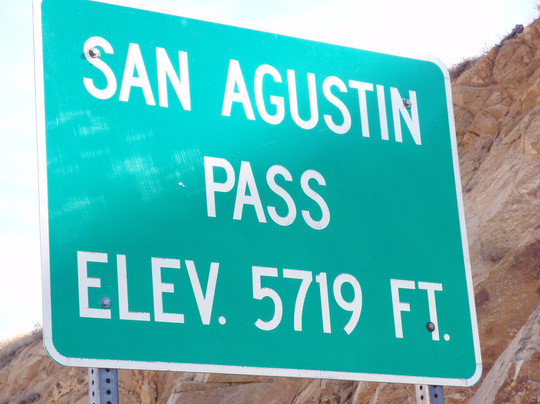 SAN AGUSTIN
PASS
ELEV. 5719 FT.